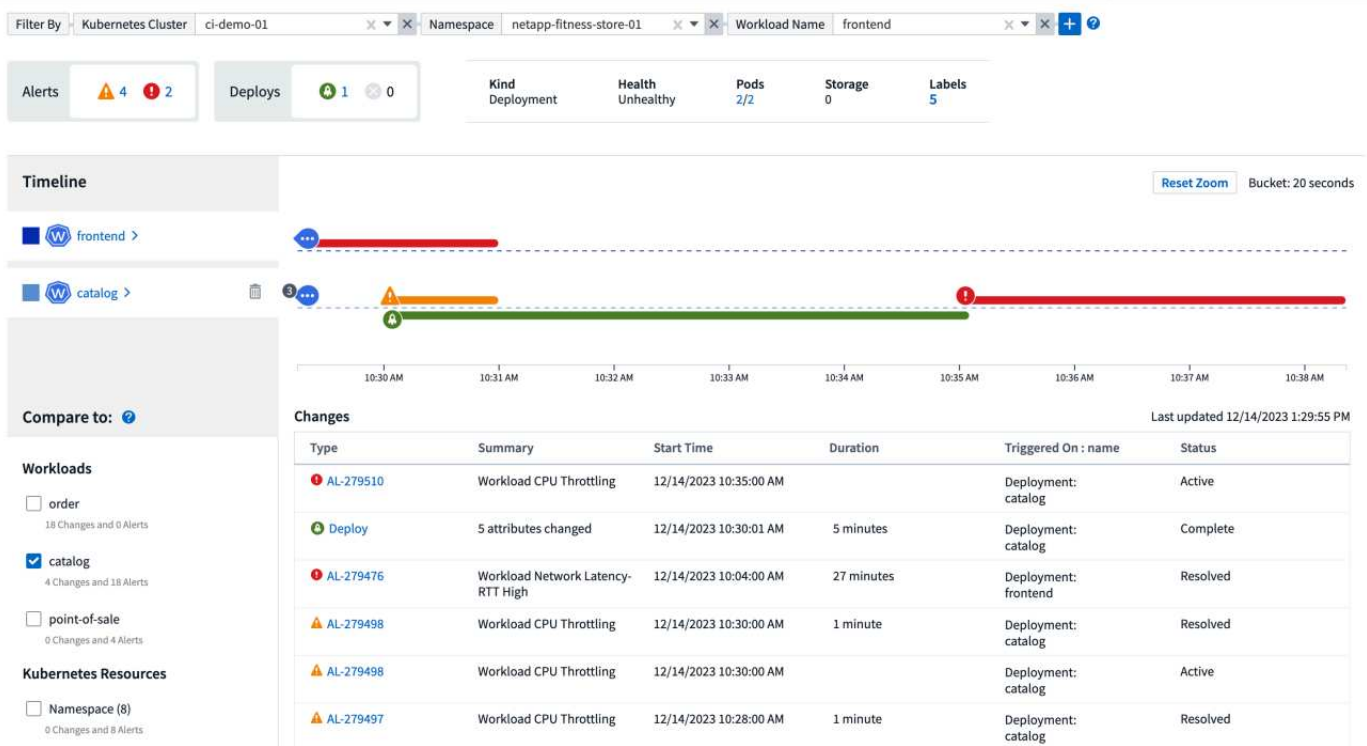 Filter By Kubernetes Cluster ci-demo-01 Namespace netapp-fitness-store-01 Workload Name frontend + ?
Alerts 4 2 Deploys 1 0
Kind Health Pods Storage Labels
Deployment Unhealthy 2/2 0 5
Timeline
Reset Zoom Bucket: 20 seconds
W frontend >
W catalog > 3
10:30 AM 10:31 AM 10:32 AM 10:33 AM 10:34 AM 10:35 AM 10:36 AM 10:37 AM 10:38 AM
Compare to: ?
Workloads
order
18 Changes and 0 Alerts
catalog
4 Changes and 18 Alerts
point-of-sale
0 Changes and 4 Alerts
Kubernetes Resources
Namespace (8)
0 Changes and 8 Alerts
Changes Last updated 12/14/2023 1:29:55 PM
Type Summary Start Time Duration Triggered On : name Status
AL-279510 Workload CPU Throttling 12/14/2023 10:35:00 AM Deployment: Active
catalog
Deploy 5 attributes changed 12/14/2023 10:30:01 AM 5 minutes Deployment: Complete
catalog
AL-279476 Workload Network Latency- 12/14/2023 10:04:00 AM 27 minutes Deployment: Resolved
RTT High frontend
AL-279498 Workload CPU Throttling 12/14/2023 10:30:00 AM 1 minute Deployment: Resolved
catalog
AL-279498 Workload CPU Throttling 12/14/2023 10:30:00 AM Deployment: Active
catalog
AL-279497 Workload CPU Throttling 12/14/2023 10:28:00 AM 1 minute Deployment: Resolved
catalog